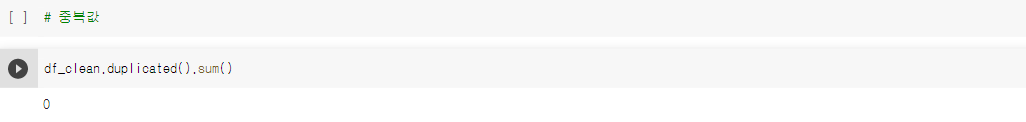 [ ] # 중복값
df_clean.duplicated().sum()
0